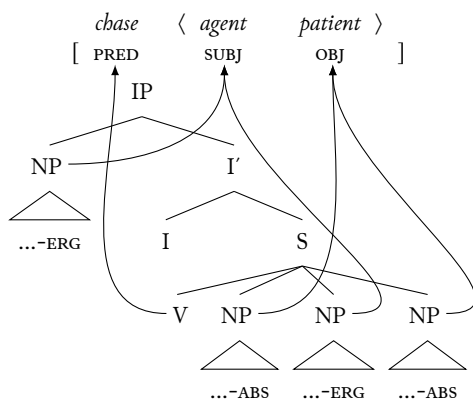 chase ⟨ agent patient ⟩
[ PRED SUBJ OBJ ]
IP
NP I′
...-ERG I S
V NP NP NP
...-ABS ...-ERG ...-ABS